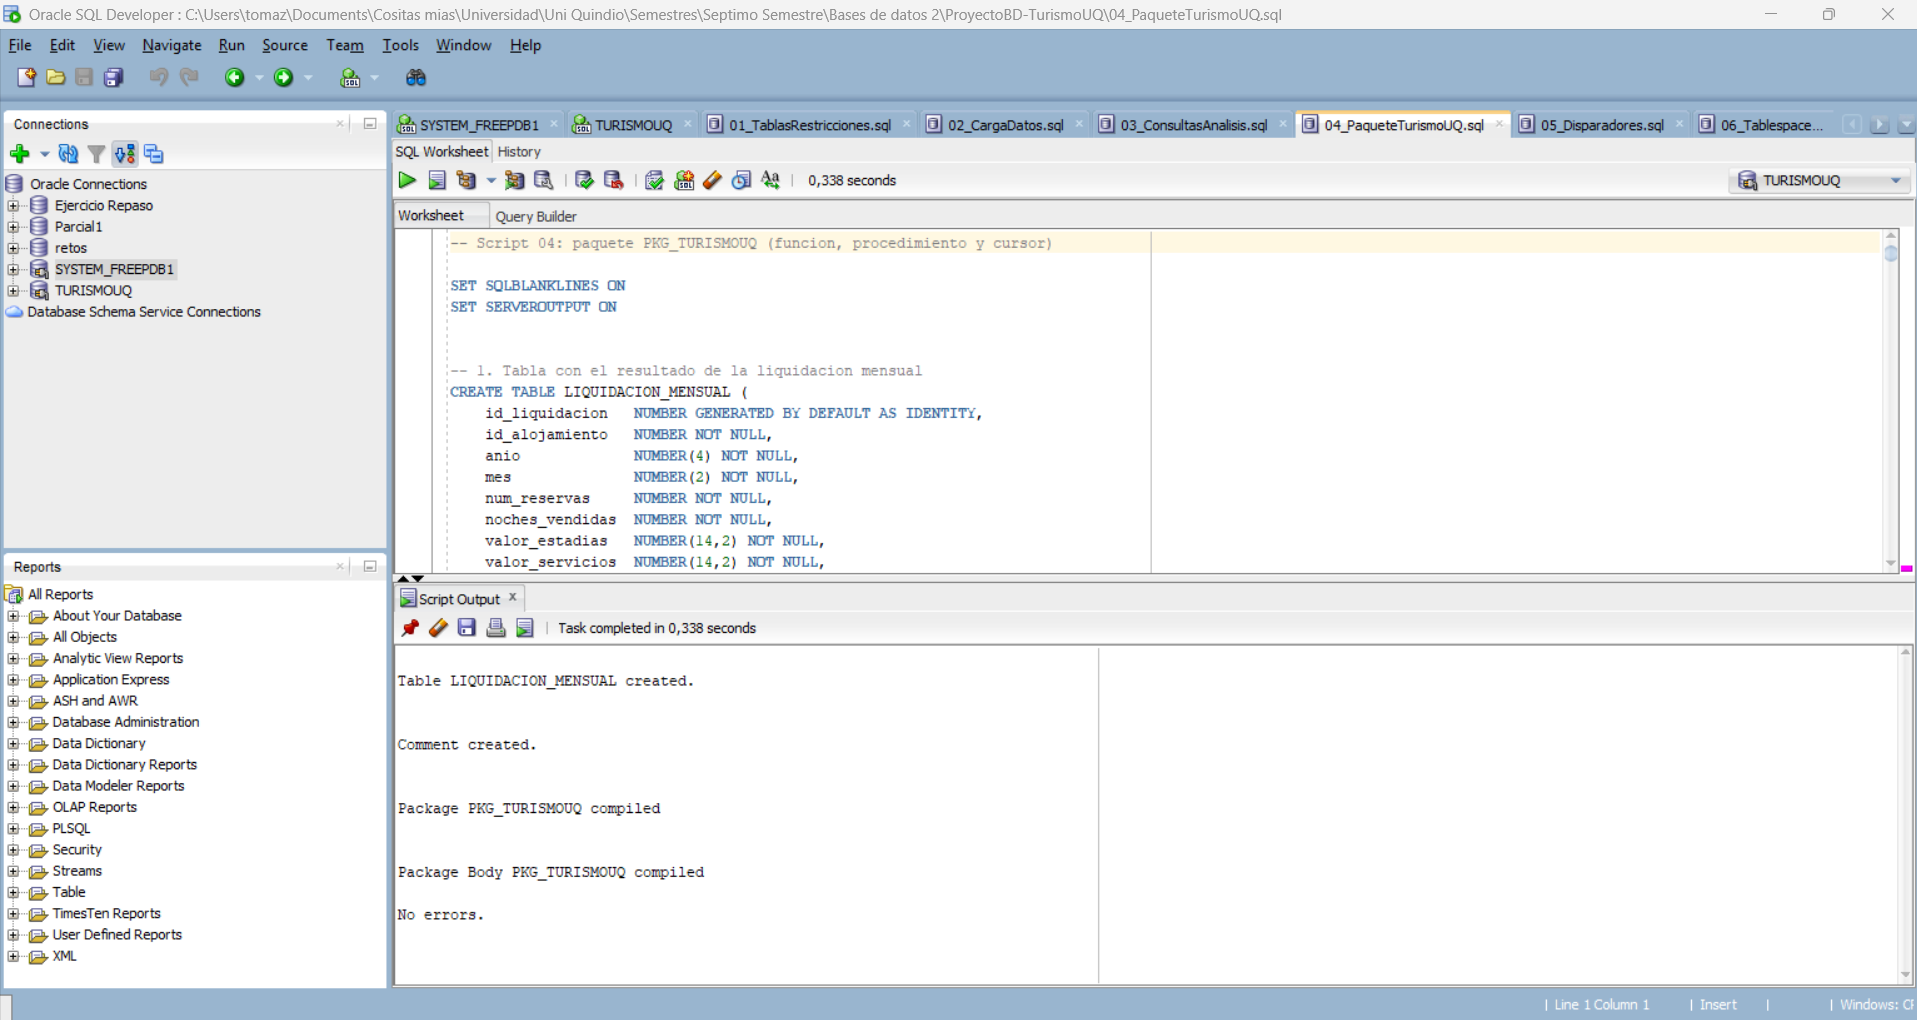 Oracle SQL Developer : C:\Users\tomaz\Documents\Cositas mias\Universidad\Uni Quindio\Semestres\Septimo Semestre\Bases de datos 2\ProyectoBD-TurismoUQ\04_PaqueteTurismoUQ.sql
File Edit View Navigate Run Source Team Tools Window Help
Connections
Oracle Connections
Ejercicio Repaso
Parcial1
retos
SYSTEM_FREEPDB1
TURISMOUQ
Database Schema Service Connections
Reports
All Reports
About Your Database
All Objects
Analytic View Reports
Application Express
ASH and AWR
Database Administration
Data Dictionary
Data Dictionary Reports
Data Modeler Reports
OLAP Reports
PLSQL
Security
Streams
Table
TimesTen Reports
User Defined Reports
XML
SYSTEM_FREEPDB1 TURISMOUQ 01_TablasRestricciones.sql 02_CargaDatos.sql 03_ConsultasAnalisis.sql 04_PaqueteTurismoUQ.sql 05_Disparadores.sql 06_Tablespace...
SQL Worksheet History
0,338 seconds
TURISMOUQ
Worksheet Query Builder
-- Script 04: paquete PKG_TURISMOUQ (funcion, procedimiento y cursor)
SET SQLBLANKLINES ON
SET SERVEROUTPUT ON
-- 1. Tabla con el resultado de la liquidacion mensual
CREATE TABLE LIQUIDACION_MENSUAL (
id_liquidacion NUMBER GENERATED BY DEFAULT AS IDENTITY,
id_alojamiento NUMBER NOT NULL,
anio NUMBER(4) NOT NULL,
mes NUMBER(2) NOT NULL,
num_reservas NUMBER NOT NULL,
noches_vendidas NUMBER NOT NULL,
valor_estadias NUMBER(14,2) NOT NULL,
valor_servicios NUMBER(14,2) NOT NULL,
Script Output
Task completed in 0,338 seconds
Table LIQUIDACION_MENSUAL created.
Comment created.
Package PKG_TURISMOUQ compiled
Package Body PKG_TURISMOUQ compiled
No errors.
Line 1 Column 1 Insert Windows: